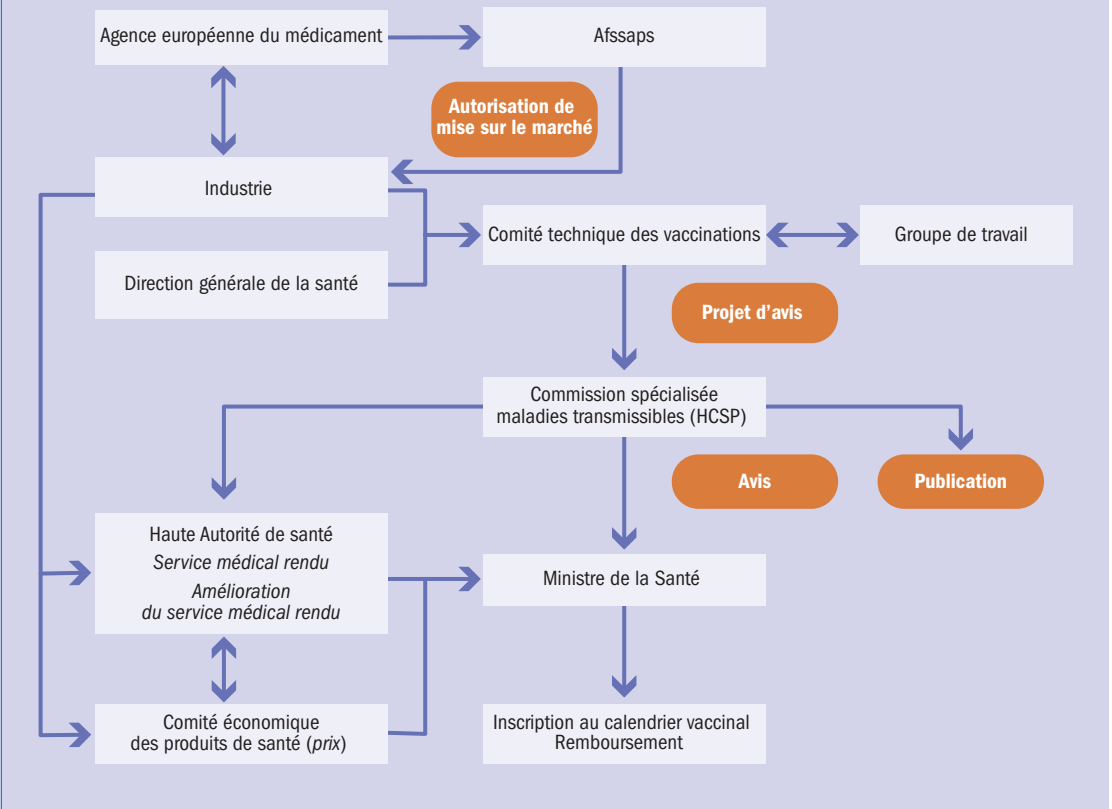 Agence européenne du médicament
Afssaps
Autorisation de
mise sur le marché
Industrie
Comité technique des vaccinations
Groupe de travail
Direction générale de la santé
Projet d’avis
Commission spécialisée
maladies transmissibles (HCSP)
Avis
Publication
Haute Autorité de santé
Service médical rendu
Amélioration
du service médical rendu
Ministre de la Santé
Comité économique
des produits de santé (prix)
Inscription au calendrier vaccinal
Remboursement